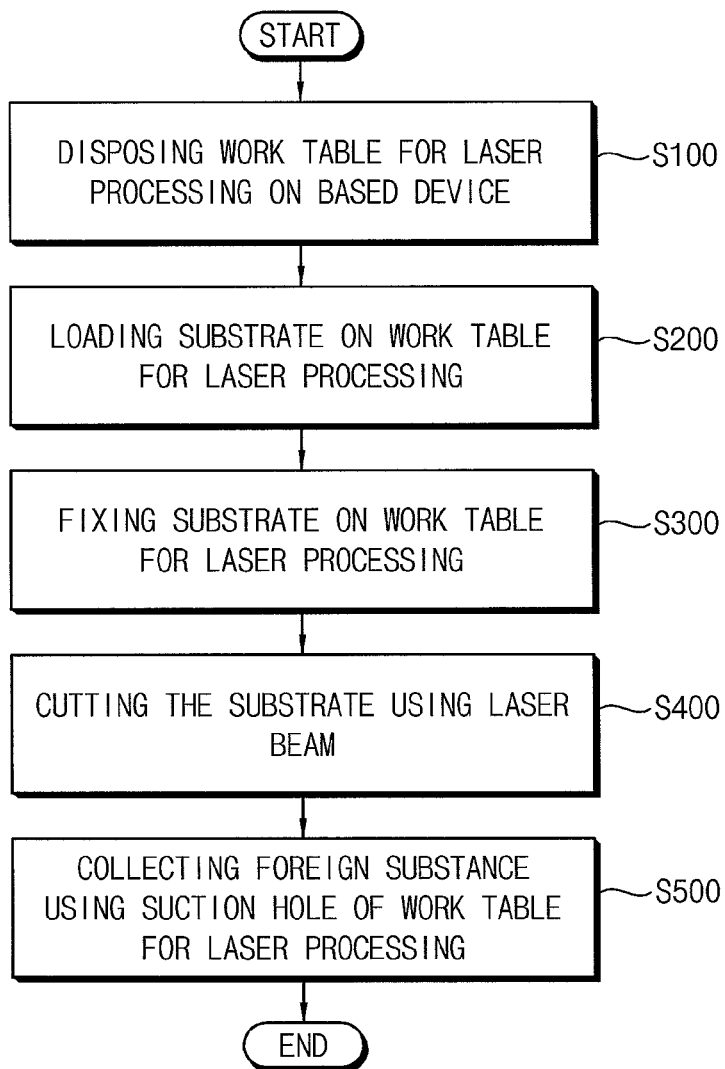 START
DISPOSING WORK TABLE FOR LASER
PROCESSING ON BASED DEVICE
S100
LOADING SUBSTRATE ON WORK TABLE
FOR LASER PROCESSING
S200
FIXING SUBSTRATE ON WORK TABLE
FOR LASER PROCESSING
S300
CUTTING THE SUBSTRATE USING LASER
BEAM
S400
COLLECTING FOREIGN SUBSTANCE
USING SUCTION HOLE OF WORK TABLE
FOR LASER PROCESSING
S500
END